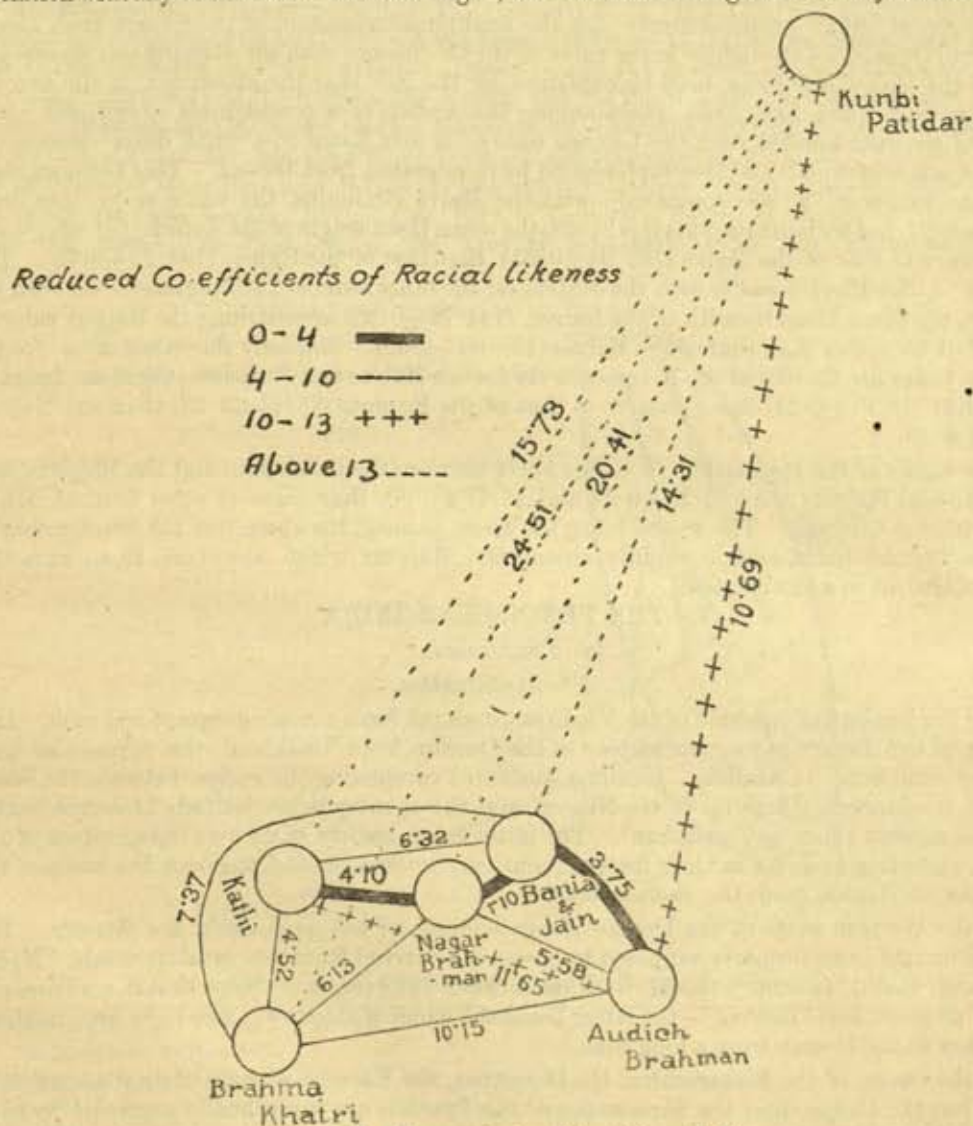 Kunbi
Patidar
Reduced Co.efficients of Racial likeness
0-4
4-10
10-13 +++
Above 13 ----
15·73
24·51
20·41
14·31
10·69
6·32
4·10
7·37
Kathi
1·10
Bania
&
Jain
3·75
4·52
6·13
Nagar
Brah-
-man
5·58
11·65
10·15
Audich
Brahman
Brahma
Khatri